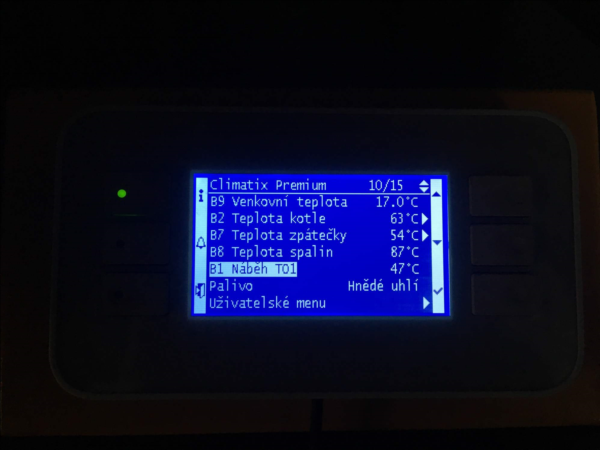 Climatix Premium 10/15
B9 Venkovní teplota 17.0°C
B2 Teplota kotle 63°C
B7 Teplota zpátečky 54°C
B8 Teplota spalin 87°C
B1 Náběh TO1 47°C
Palivo Hnědé uhlí
Uživatelské menu